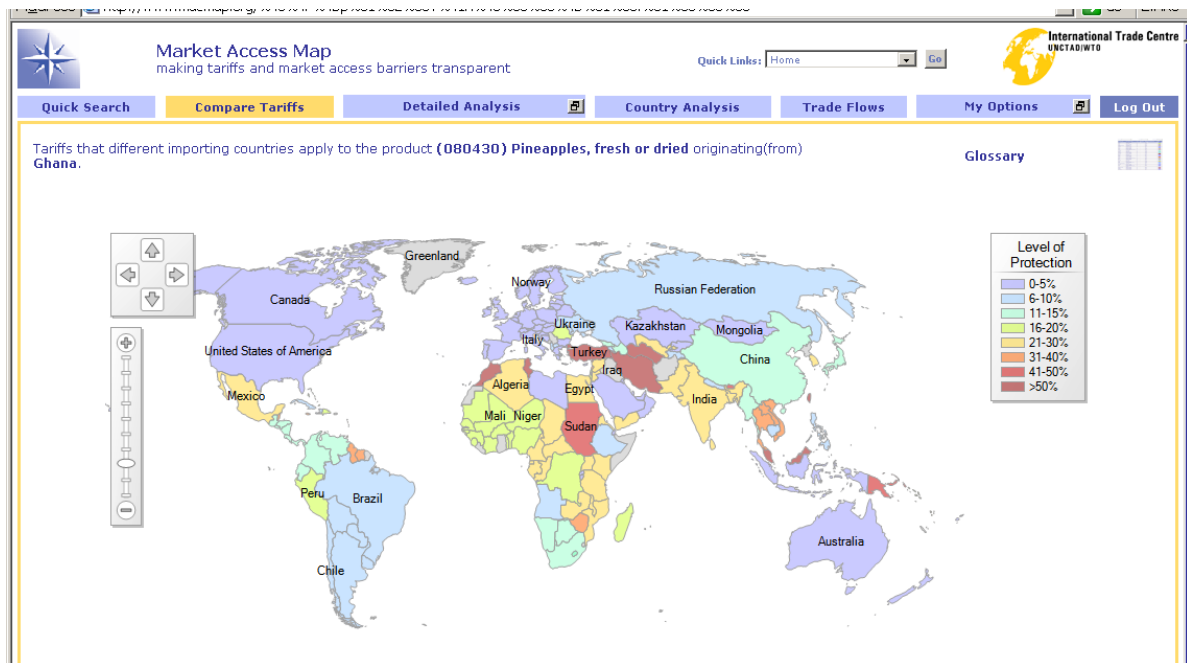 International Trade Centre
UNCTAD/WTO
Market Access Map
making tariffs and market access barriers transparent
Quick Links: Home Go
Quick Search Compare Tariffs Detailed Analysis Country Analysis Trade Flows My Options Log Out
Tariffs that different importing countries apply to the product (080430) Pineapples, fresh or dried originating(from)
Ghana.
Glossary
Level of
Protection
0-5%
6-10%
11-15%
16-20%
21-30%
31-40%
41-50%
>50%
Greenland
Norway
Russian Federation
Canada
Ukraine
Kazakhstan
Mongolia
Italy
United States of America
Turkey
China
Iraq
Algeria
Egypt
Mexico
India
Mali
Niger
Sudan
Peru
Brazil
Australia
Chile